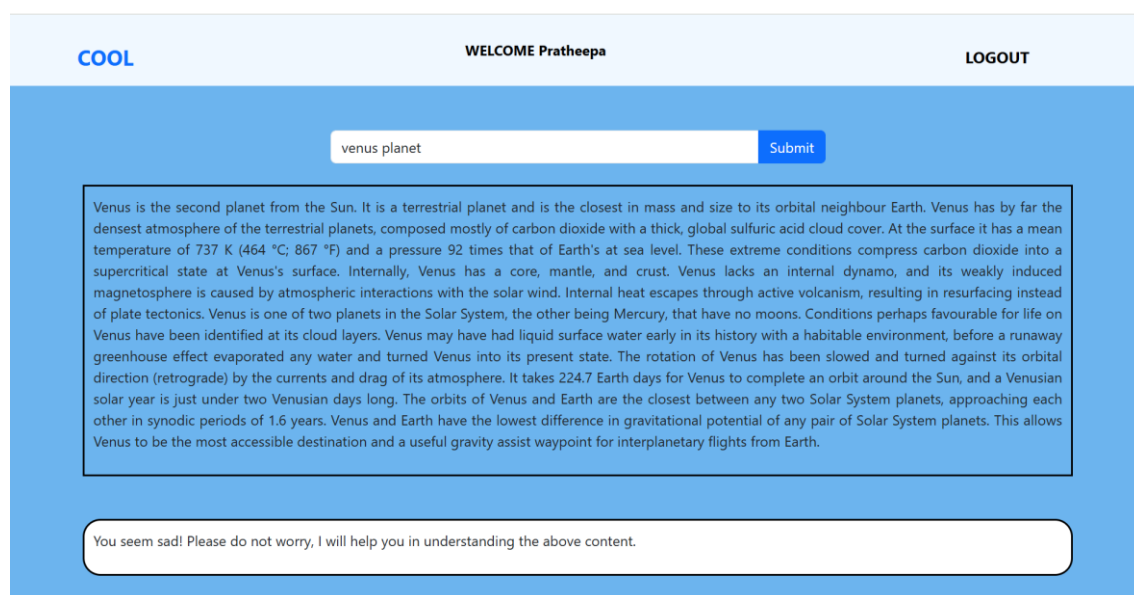 COOL
WELCOME Pratheepa
LOGOUT
venus planet
Submit
Venus is the second planet from the Sun. It is a terrestrial planet and is the closest in mass and size to its orbital neighbour Earth. Venus has by far the
densest atmosphere of the terrestrial planets, composed mostly of carbon dioxide with a thick, global sulfuric acid cloud cover. At the surface it has a mean
temperature of 737 K (464 °C; 867 °F) and a pressure 92 times that of Earth's at sea level. These extreme conditions compress carbon dioxide into a
supercritical state at Venus's surface. Internally, Venus has a core, mantle, and crust. Venus lacks an internal dynamo, and its weakly induced
magnetosphere is caused by atmospheric interactions with the solar wind. Internal heat escapes through active volcanism, resulting in resurfacing instead
of plate tectonics. Venus is one of two planets in the Solar System, the other being Mercury, that have no moons. Conditions perhaps favourable for life on
Venus have been identified at its cloud layers. Venus may have had liquid surface water early in its history with a habitable environment, before a runaway
greenhouse effect evaporated any water and turned Venus into its present state. The rotation of Venus has been slowed and turned against its orbital
direction (retrograde) by the currents and drag of its atmosphere. It takes 224.7 Earth days for Venus to complete an orbit around the Sun, and a Venusian
solar year is just under two Venusian days long. The orbits of Venus and Earth are the closest between any two Solar System planets, approaching each
other in synodic periods of 1.6 years. Venus and Earth have the lowest difference in gravitational potential of any pair of Solar System planets. This allows
Venus to be the most accessible destination and a useful gravity assist waypoint for interplanetary flights from Earth.
You seem sad! Please do not worry, I will help you in understanding the above content.